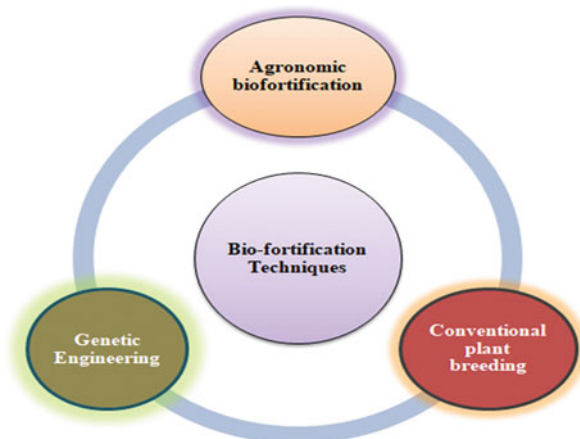 Agronomic
biofortification
Bio-fortification
Techniques
Genetic
Engineering
Conventional
plant
breeding